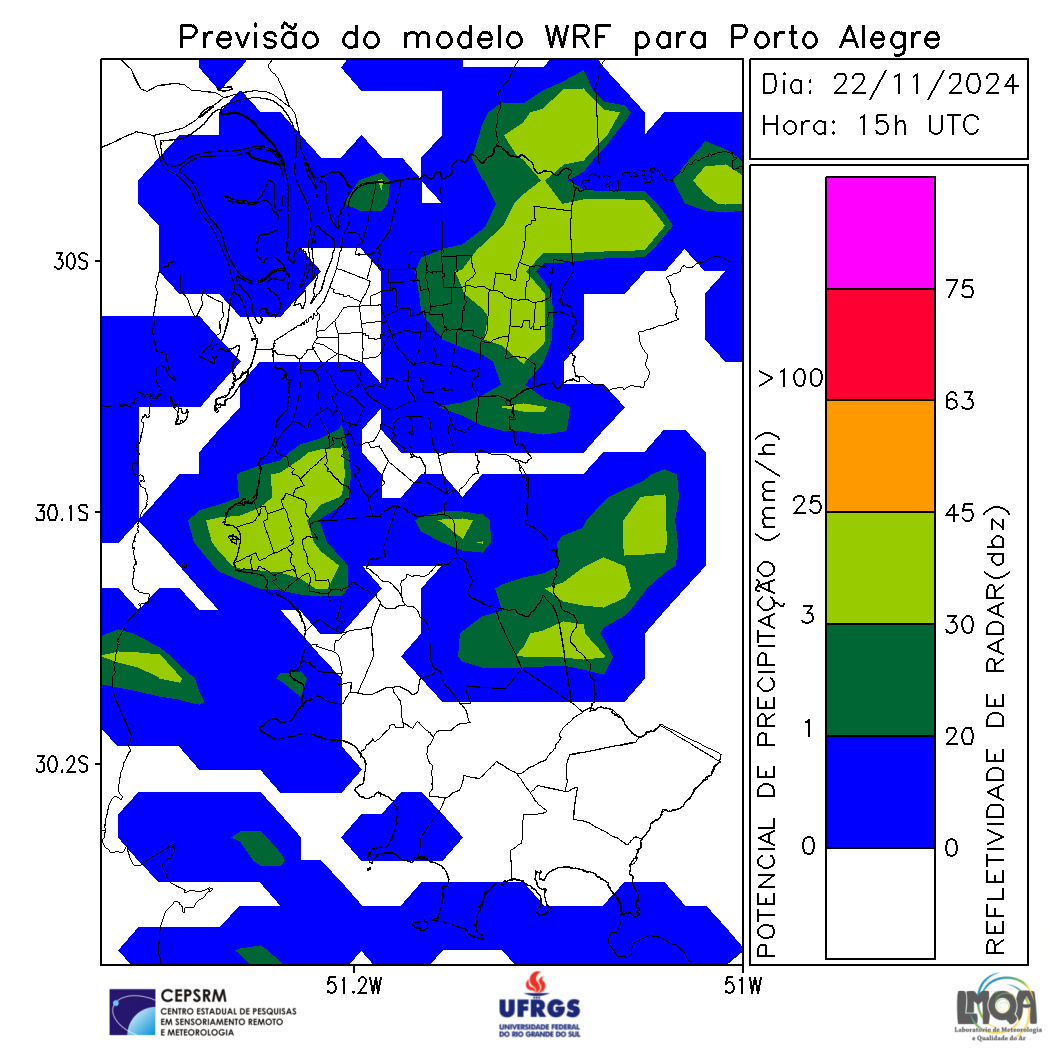 Previsão do modelo WRF para Porto Alegre
Dia: 22/11/2024
Hora: 15h UTC
30S
30.1S
30.2S
51.2W
51W
POTENCIAL DE PRECIPITAÇÃO (mm/h)
>100
25
3
1
0
75
63
45
30
20
0
REFLETIVIDADE DE RADAR(dbz)
CEPSRM
CENTRO ESTADUAL DE PESQUISAS
EM SENSORIAMENTO REMOTO
E METEOROLOGIA
UFRGS
UNIVERSIDADE FEDERAL
DO RIO GRANDE DO SUL
LMQA
Laboratório de Meteorologia
e Qualidade do Ar